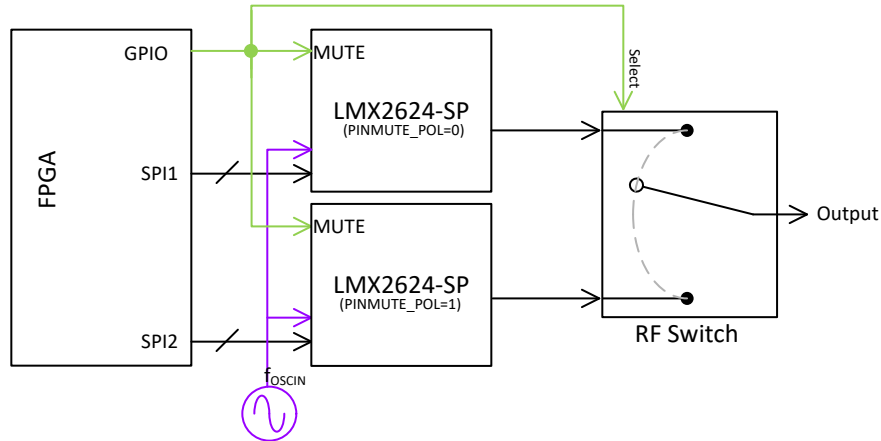 GPIO
MUTE
Select
LMX2624-SP
(PINMUTE_POL=0)
FPGA
SPI1
Output
MUTE
LMX2624-SP
(PINMUTE_POL=1)
RF Switch
SPI2
fOSCIN